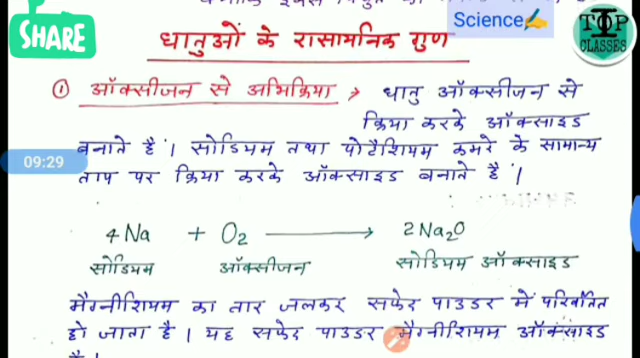 SHARE
Science✍
TOP
CLASSES
धातुओं के रासायनिक गुण
① ऑक्सीजन से अभिक्रिया → धातु ऑक्सीजन से
क्रिया करके ऑक्साइड
बनाते है। सोडियम तथा पोटैशियम कमरे के सामान्य
09:29
ताप पर क्रिया करके ऑक्साइड बनाते है।
4Na + O₂ ⟶ 2Na₂O
सोडियम ऑक्सीजन सोडियम ऑक्साइड
मैग्नीशियम का तार जलकर सफेद पाउडर में परिवर्तित
हो जाता है। यह सफेद पाउडर मैग्नीशियम ऑक्साइड